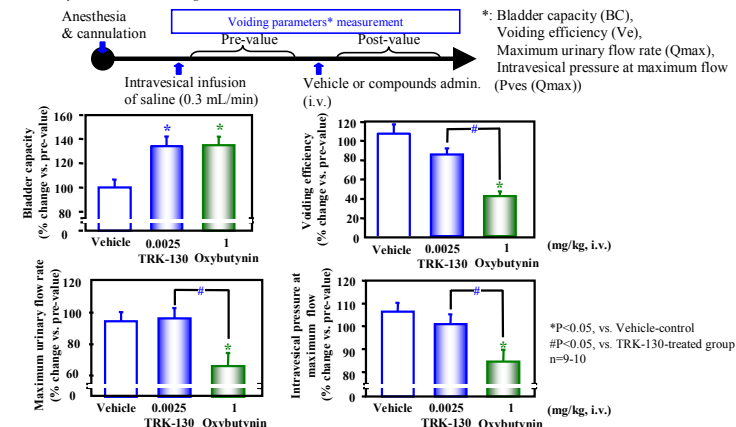 Anesthesia
& cannulation
Voiding parameters* measurement
Pre-value
Post-value
Intravesical infusion
of saline (0.3 mL/min)
Vehicle or compounds admin.
(i.v.)
*: Bladder capacity (BC),
Voiding efficiency (Ve),
Maximum urinary flow rate (Qmax),
Intravesical pressure at maximum flow
(Pves (Qmax))
Bladder capacity
(% change vs. pre-value)
160
140
120
100
80
0
*
*
Vehicle
0.0025
1
TRK-130
Oxybutynin
Voiding efficiency
(% change vs. pre-value)
120
100
80
60
40
20
0
#
*
Vehicle
0.0025
1
(mg/kg, i.v.)
TRK-130
Oxybutynin
Maximum urinary flow rate
(% change vs. pre-value)
120
100
80
60
0
#
*
Vehicle
0.0025
1
TRK-130
Oxybutynin
Intravesical pressure at
maximum flow
(% change vs. pre-value)
120
110
100
90
80
0
#
*
Vehicle
0.0025
1
(mg/kg, i.v.)
TRK-130
Oxybutynin
*P<0.05, vs. Vehicle-control
#P<0.05, vs. TRK-130-treated group
n=9-10